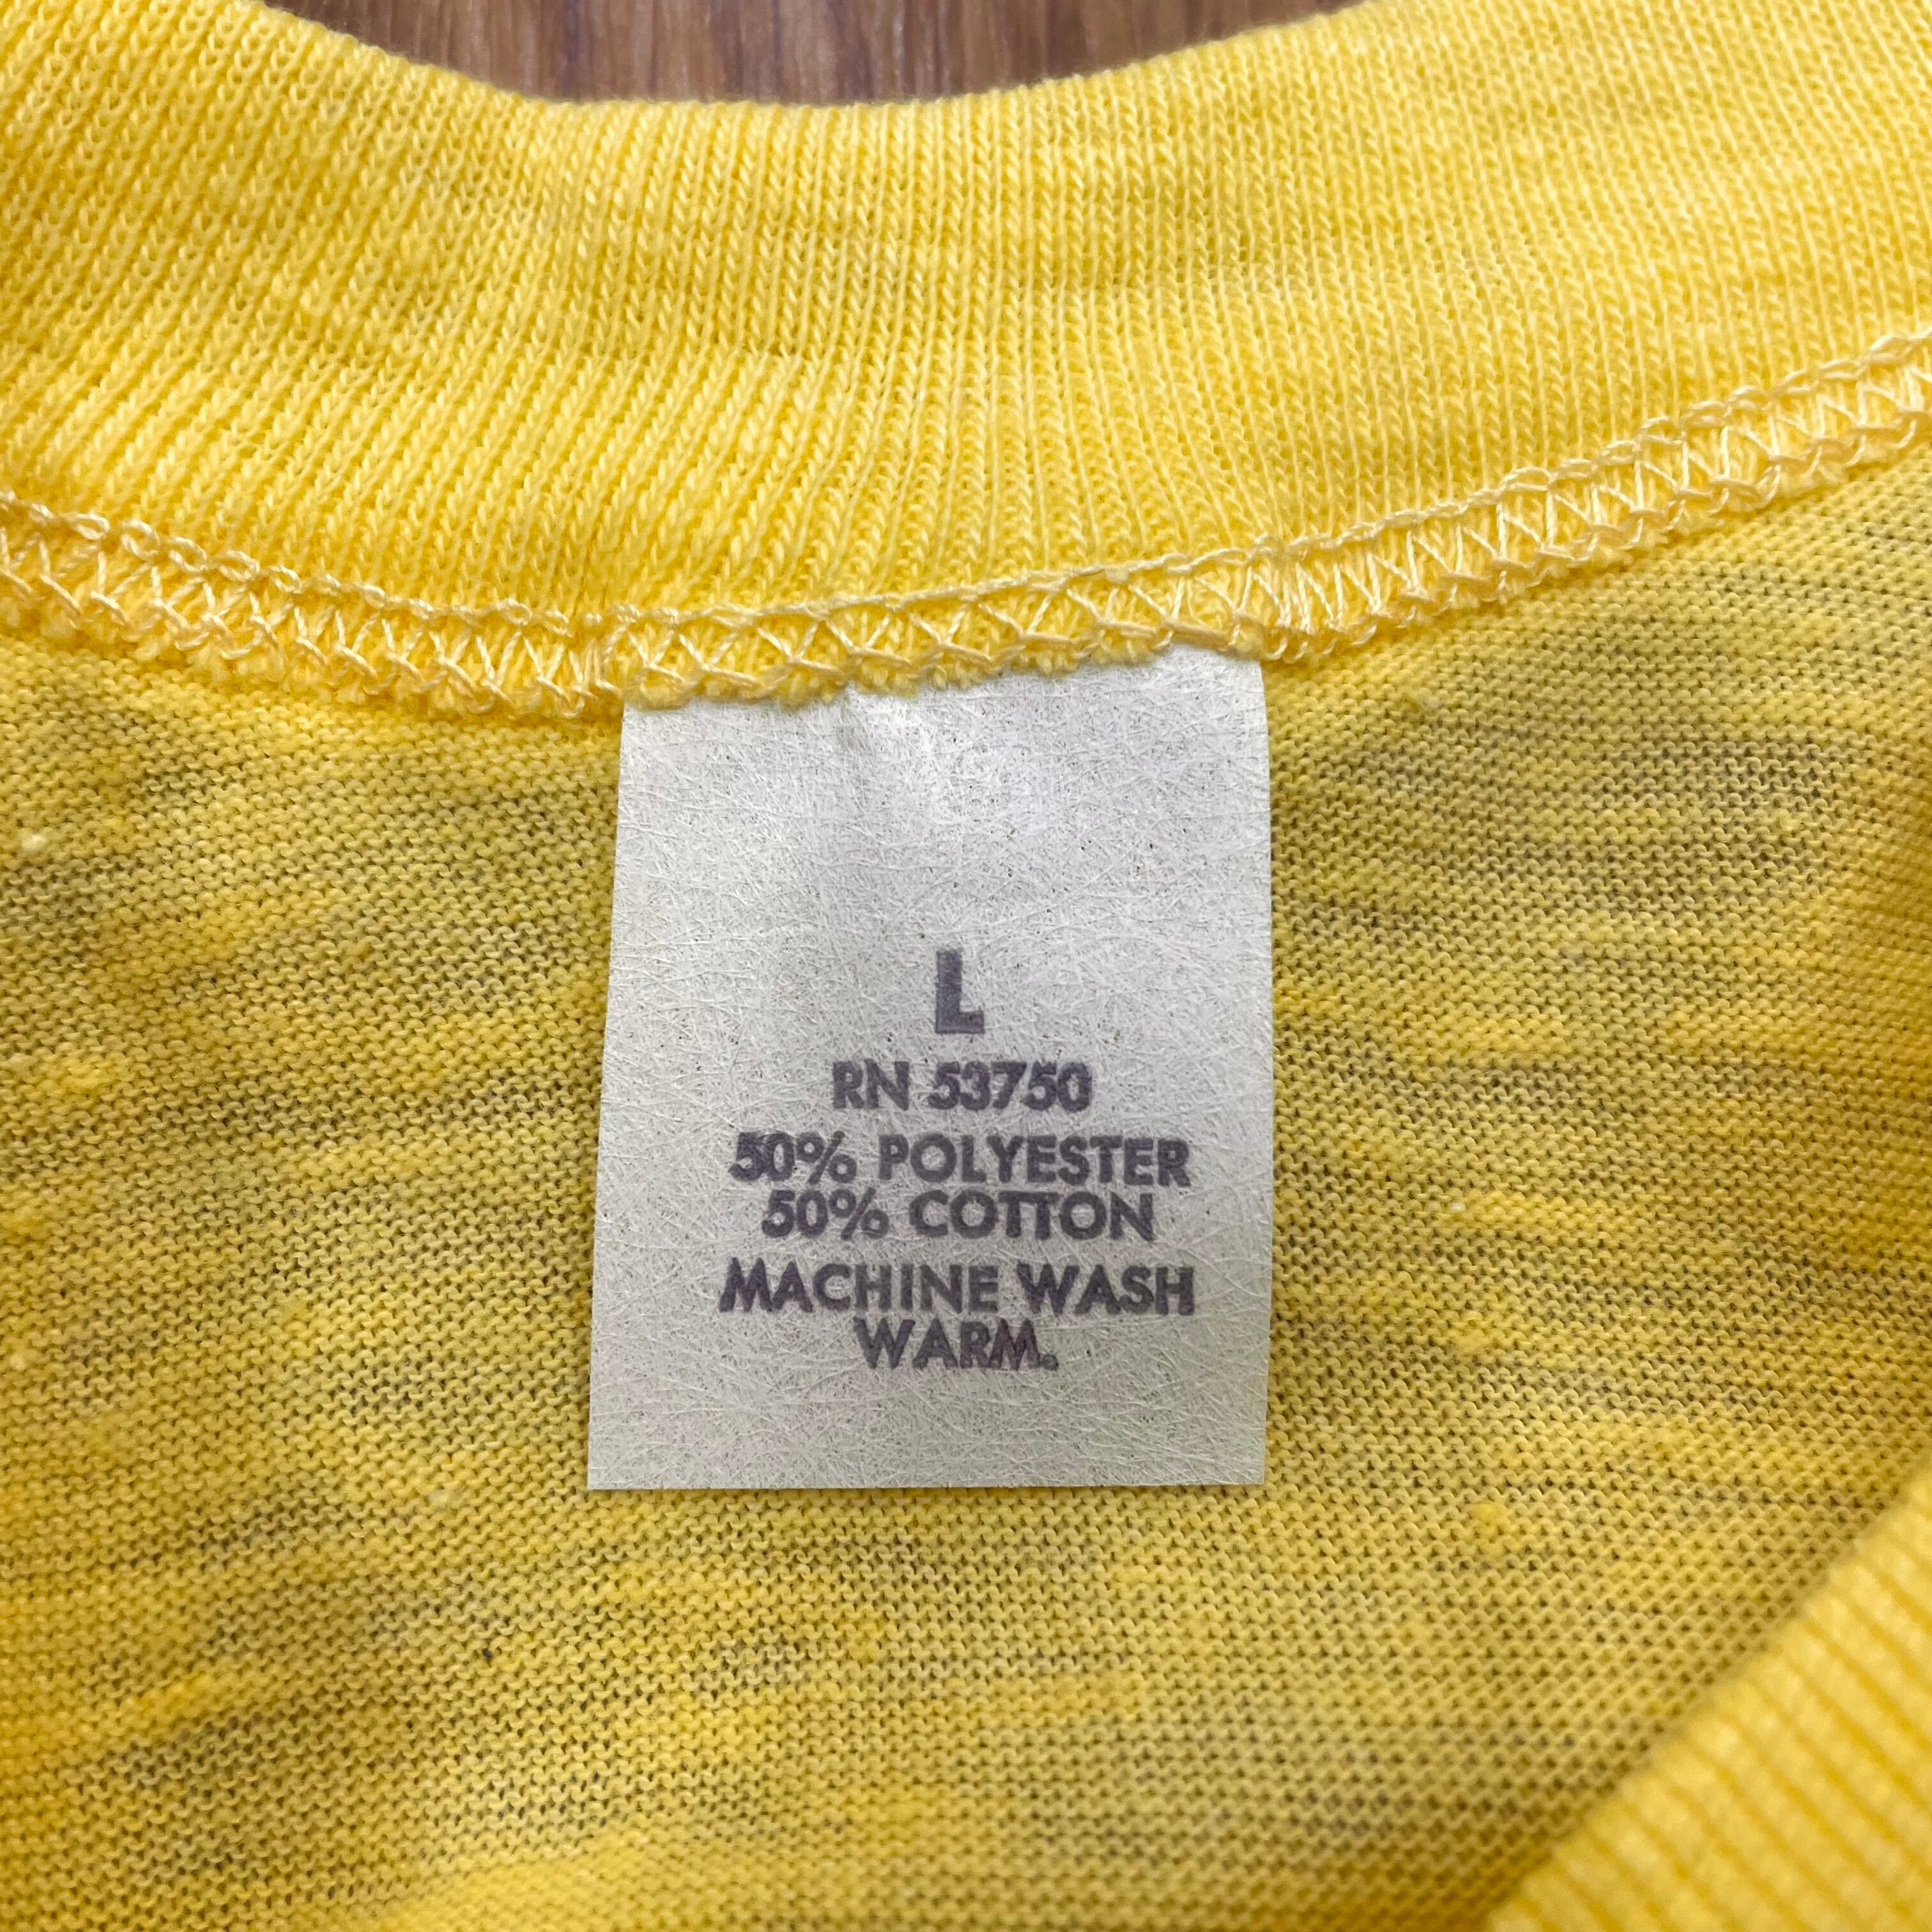 L
RN 53750
50% POLYESTER
50% COTTON
MACHINE WASH
WARM.